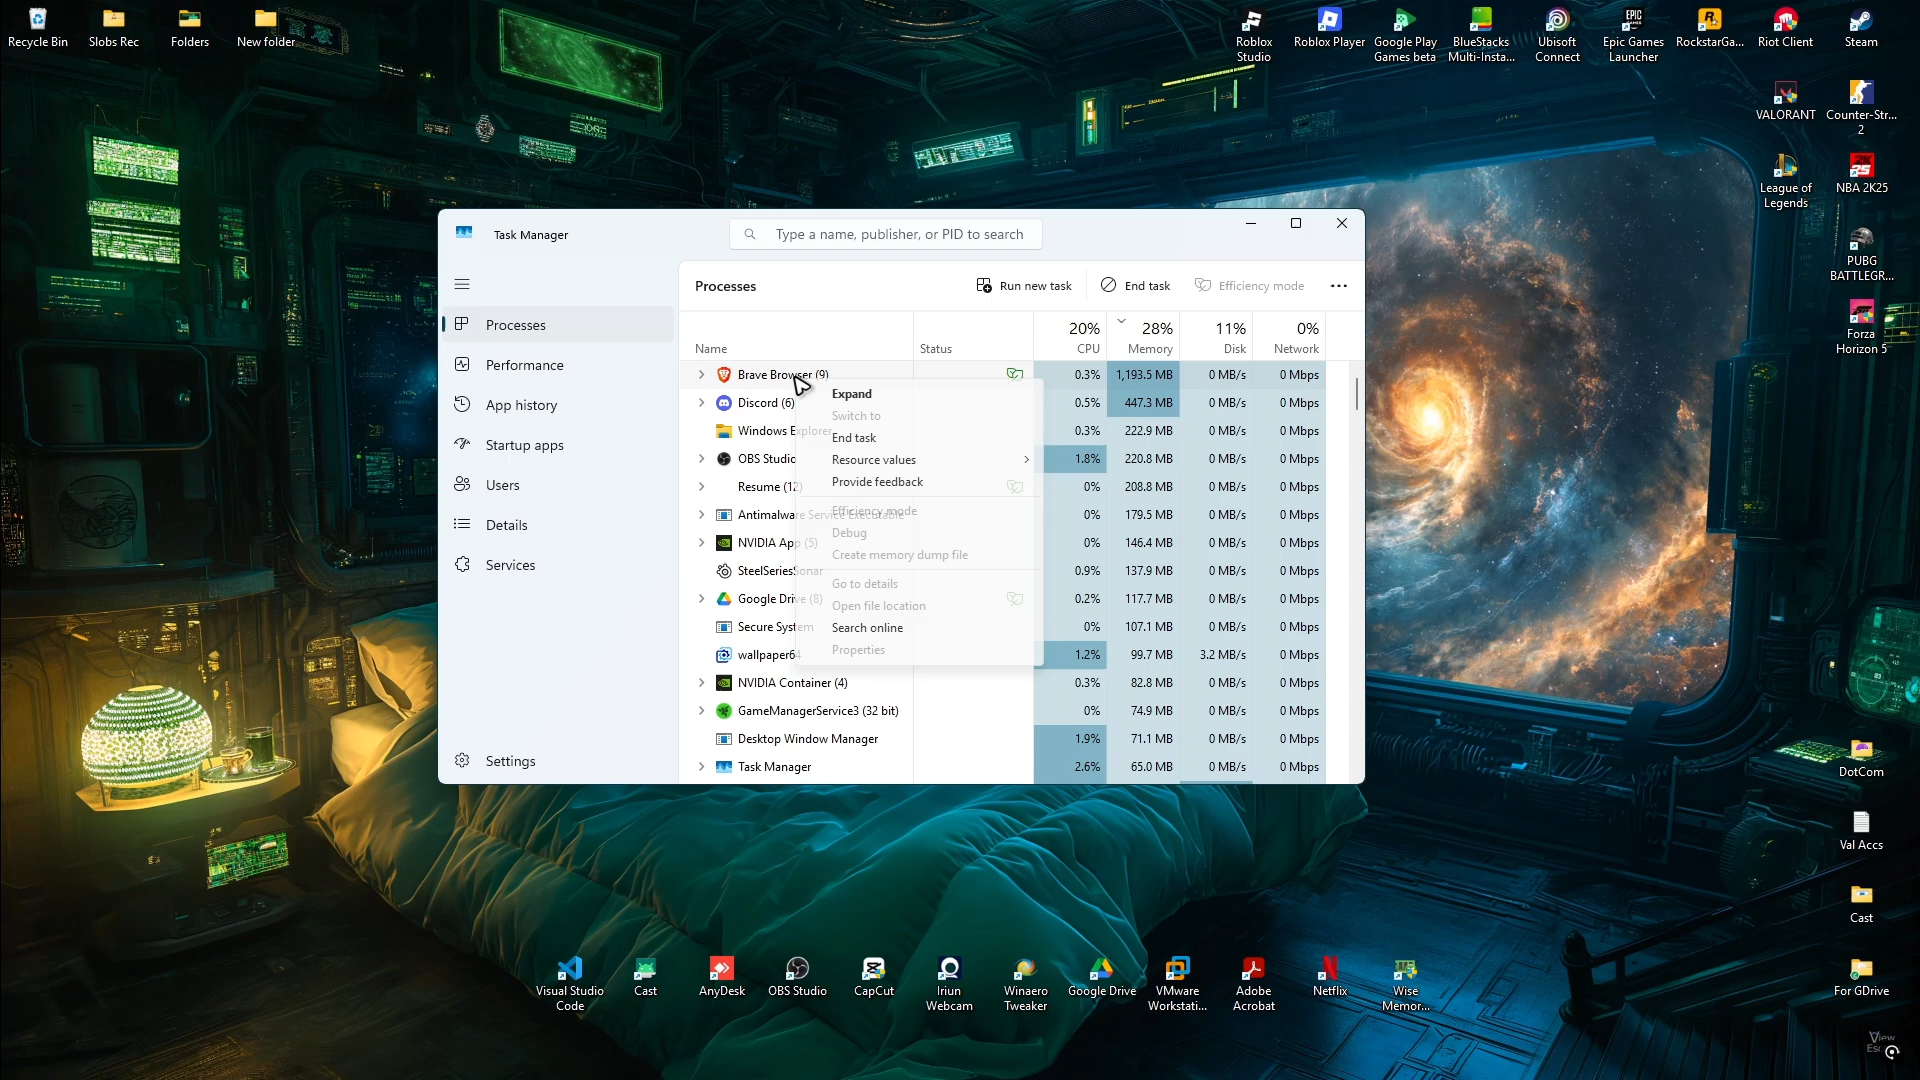 Recycle Bin
Slobs Rec
Folders
New folder
Roblox
Studio
Roblox Player
Google Play
Games beta
BlueStacks
Multi-Insta...
Ubisoft
Connect
Epic Games
Launcher
RockstarGa...
Riot Client
Steam
VALORANT
Counter-Str...
2
League of
Legends
NBA 2K25
PUBG
BATTLEGR...
Forza
Horizon 5
Task Manager
Type a name, publisher, or PID to search
Processes
Run new task
End task
Efficiency mode
Processes
Performance
App history
Startup apps
Users
Details
Services
Settings
20% 28% 11% 0%
Name Status CPU Memory Disk Network
Brave Browser (9) 0.3% 1,193.5 MB 0 MB/s 0 Mbps
Discord (6) 0.5% 447.3 MB 0 MB/s 0 Mbps
Windows Explorer 0.3% 222.9 MB 0 MB/s 0 Mbps
OBS Studio 1.8% 220.8 MB 0 MB/s 0 Mbps
Resume (12) 0% 208.8 MB 0 MB/s 0 Mbps
Antimalware Service Executable 0% 179.5 MB 0 MB/s 0 Mbps
NVIDIA App (5) 0% 146.4 MB 0 MB/s 0 Mbps
SteelSeriesSonar 0.9% 137.9 MB 0 MB/s 0 Mbps
Google Drive (8) 0.2% 117.7 MB 0 MB/s 0 Mbps
Secure System 0% 107.1 MB 0 MB/s 0 Mbps
wallpaper64 1.2% 99.7 MB 3.2 MB/s 0 Mbps
NVIDIA Container (4) 0.3% 82.8 MB 0 MB/s 0 Mbps
GameManagerService3 (32 bit) 0% 74.9 MB 0 MB/s 0 Mbps
Desktop Window Manager 1.9% 71.1 MB 0 MB/s 0 Mbps
Task Manager 2.6% 65.0 MB 0 MB/s 0 Mbps
Expand
Switch to
End task
Resource values
Provide feedback
Efficiency mode
Debug
Create memory dump file
Go to details
Open file location
Search online
Properties
DotCom
Val Accs
Cast
For GDrive
Visual Studio
Code
Cast
AnyDesk
OBS Studio
CapCut
Iriun
Webcam
Winaero
Tweaker
Google Drive
VMware
Workstati...
Adobe
Acrobat
Netflix
Wise
Memor...
View